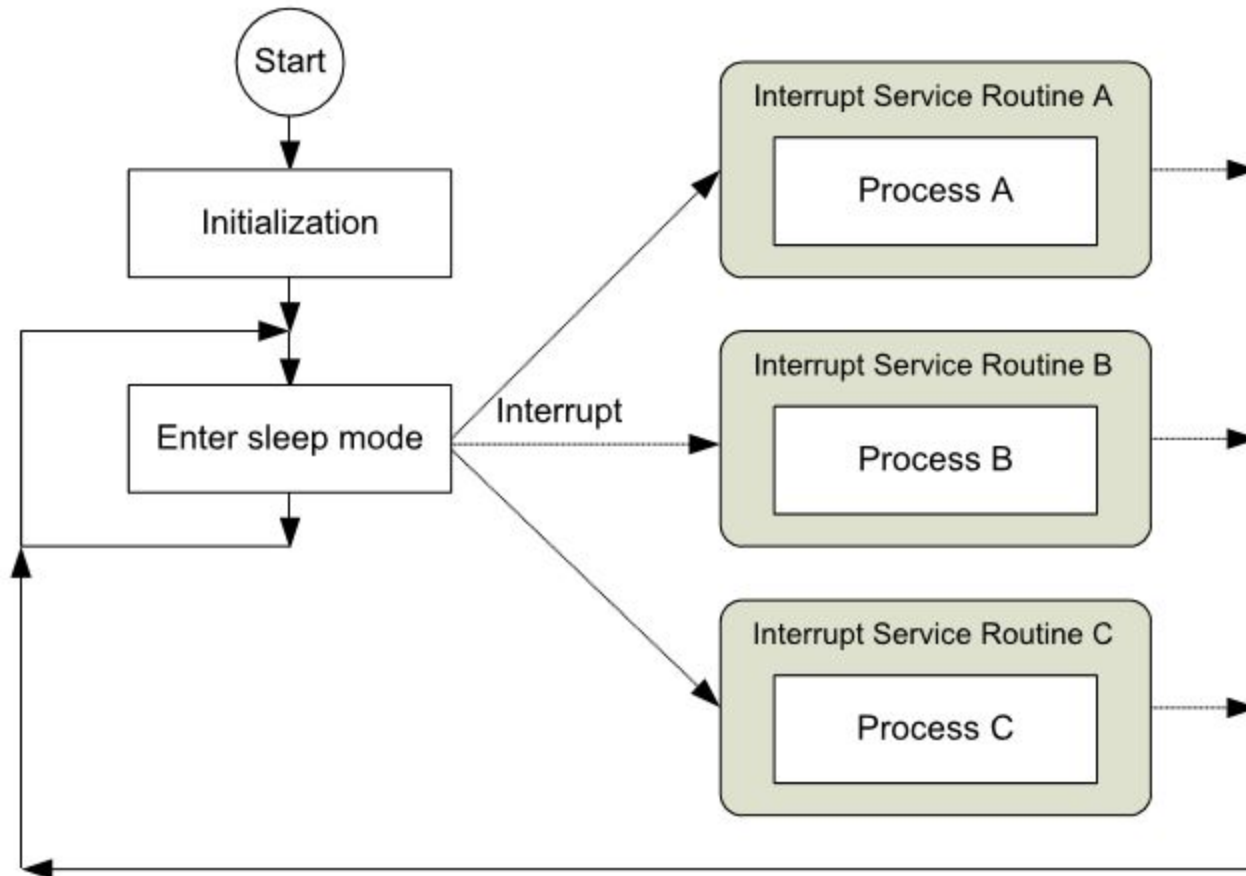 Start
Initialization
Enter sleep mode
Interrupt
Interrupt Service Routine A
Process A
Interrupt Service Routine B
Process B
Interrupt Service Routine C
Process C